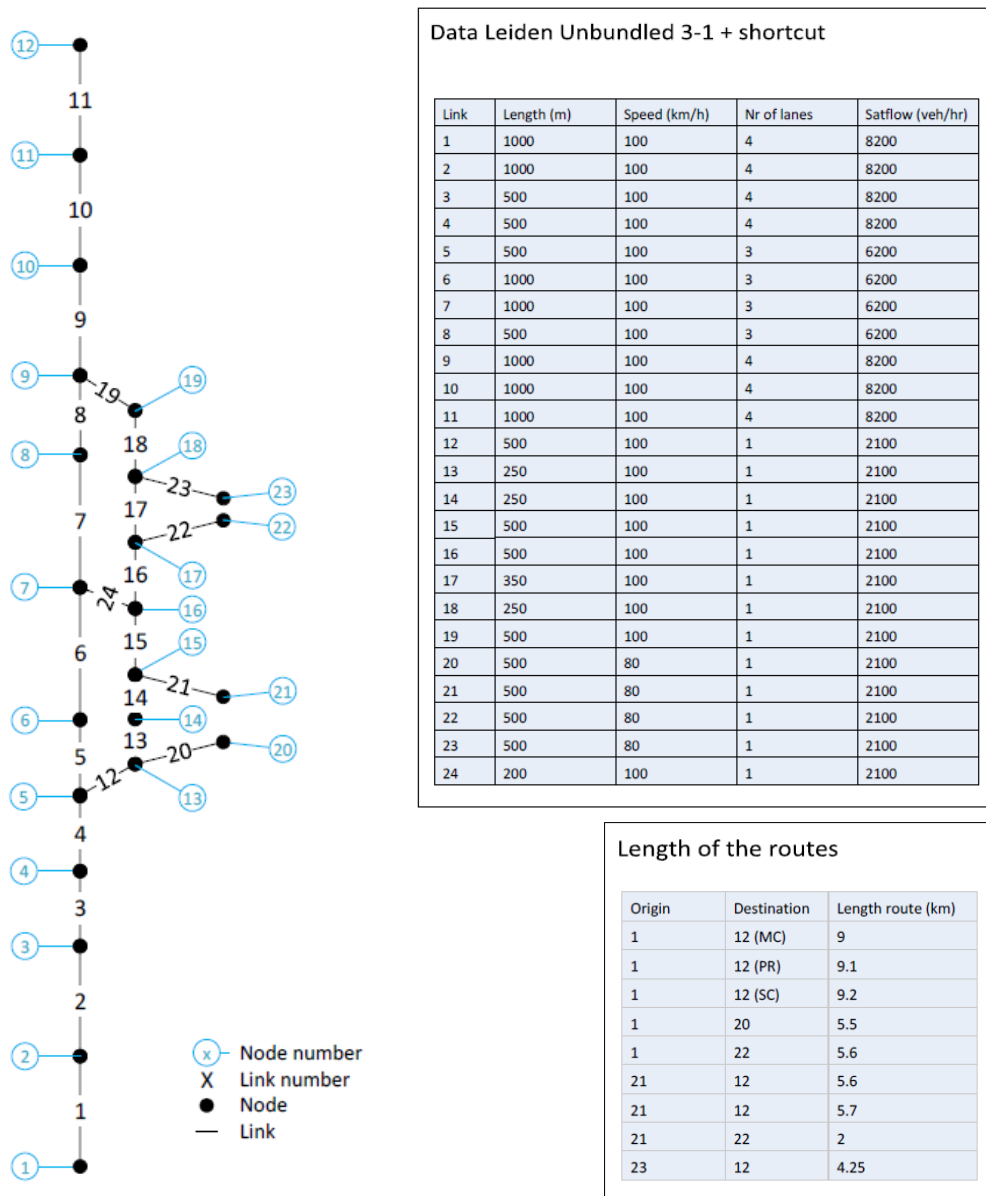 12
11
11
10
10
9
9
19
19
8
18
18
8
23
23
7
17
22
22
16
17
7
24
16
6
15
15
21
21
14
6
14
5
13
20
20
12
5
13
4
4
3
3
2
2
1
1
x Node number
X Link number
Node
Link
Data Leiden Unbundled 3-1 + shortcut
Link Length (m) Speed (km/h) Nr of lanes Satflow (veh/hr)
1 1000 100 4 8200
2 1000 100 4 8200
3 500 100 4 8200
4 500 100 4 8200
5 500 100 3 6200
6 1000 100 3 6200
7 1000 100 3 6200
8 500 100 3 6200
9 1000 100 4 8200
10 1000 100 4 8200
11 1000 100 4 8200
12 500 100 1 2100
13 250 100 1 2100
14 250 100 1 2100
15 500 100 1 2100
16 500 100 1 2100
17 350 100 1 2100
18 250 100 1 2100
19 500 100 1 2100
20 500 80 1 2100
21 500 80 1 2100
22 500 80 1 2100
23 500 80 1 2100
24 200 100 1 2100
Length of the routes
Origin Destination Length route (km)
1 12 (MC) 9
1 12 (PR) 9.1
1 12 (SC) 9.2
1 20 5.5
1 22 5.6
21 12 5.6
21 12 5.7
21 22 2
23 12 4.25